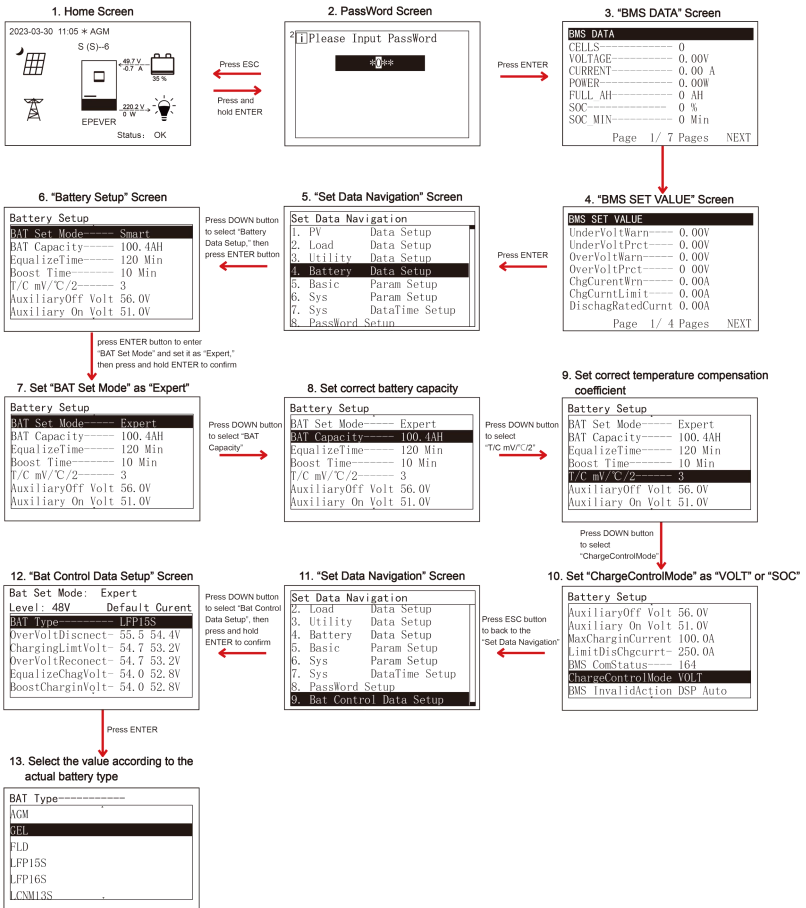 1. Home Screen
2023-03-30 11:05 * AGM
S (S)--6
49.7 V
-0.7 A
35 %
220.2 V
0 W
EPEVER
Status: OK
Press ESC
Press and
hold ENTER
2. PassWord Screen
2 i Please Input PassWord
*0**
Press ENTER
3. “BMS DATA” Screen
BMS DATA
CELLS--------------- 0
VOLTAGE------------- 0.00V
CURRENT------------- 0.00 A
POWER--------------- 0.00W
FULL AH------------- 0 AH
SOC----------------- 0 %
SOC_MIN------------- 0 Min
Page 1/ 7 Pages NEXT
4. “BMS SET VALUE” Screen
BMS SET VALUE
UnderVoltWarn---- 0.00V
UnderVoltPrct---- 0.00V
OverVoltWarn---- 0.00V
OverVoltPrct---- 0 00V
ChgCurentWrn---- 0.00A
ChgCurntLimit---- 0.00A
DischagRatedCurnt 0.00A
Page 1/ 4 Pages NEXT
Press ENTER
5. “Set Data Navigation” Screen
Set Data Navigation
1. PV Data Setup
2. Load Data Setup
3. Utility Data Setup
4. Battery Data Setup
5. Basic Param Setup
6. Sys Param Setup
7. Sys DataTime Setup
8. PassWord Setup
Press DOWN button
to select “Battery
Data Setup,” then
press ENTER button
6. “Battery Setup” Screen
Battery Setup
BAT Set Mode----- Smart
BAT Capacity----- 100.4AH
EqualizeTime----- 120 Min
Boost Time------- 10 Min
T/C mV/℃/2------ 3
AuxiliaryOff Volt 56.0V
Auxiliary On Volt 51.0V
press ENTER button to enter
“BAT Set Mode” and set it as “Expert,”
then press and hold ENTER to confirm
7. Set “BAT Set Mode” as “Expert”
Battery Setup
BAT Set Mode----- Expert
BAT Capacity----- 100.4AH
EqualizeTime----- 120 Min
Boost Time------- 10 Min
T/C mV/℃/2------ 3
AuxiliaryOff Volt 56.0V
Auxiliary On Volt 51.0V
Press DOWN button
to select “BAT
Capacity”
8. Set correct battery capacity
Battery Setup
BAT Set Mode----- Expert
BAT Capacity----- 100.4AH
EqualizeTime----- 120 Min
Boost Time------- 10 Min
T/C mV/℃/2------ 3
AuxiliaryOff Volt 56.0V
Auxiliary On Volt 51.0V
Press DOWN button
to select
“T/C mV/℃/2”
9. Set correct temperature compensation
coefficient
Battery Setup
BAT Set Mode----- Expert
BAT Capacity----- 100.4AH
EqualizeTime----- 120 Min
Boost Time------- 10 Min
T/C mV/℃/2------ 3
AuxiliaryOff Volt 56.0V
Auxiliary On Volt 51.0V
Press DOWN button
to select
“ChargeControlMode”
10. Set “ChargeControlMode” as “VOLT” or “SOC”
Battery Setup
AuxiliaryOff Volt 56.0V
Auxiliary On Volt 51.0V
MaxCharginCurrent 100.0A
LimitDisChgcurrt- 250.0A
BMS ComStatus---- 164
ChargeControlMode VOLT
BMS InvalidAction DSP Auto
Press ESC button
to back to the
“Set Data Navigation”
11. “Set Data Navigation” Screen
Set Data Navigation
2. Load Data Setup
3. Utility Data Setup
4. Battery Data Setup
5. Basic Param Setup
6. Sys Param Setup
7. Sys DataTime Setup
8. PassWord Setup
9. Bat Control Data Setup
Press DOWN button
to select “Bat Control
Data Setup”, then
press and hold
ENTER to confirm
12. “Bat Control Data Setup” Screen
Bat Set Mode: Expert
Level: 48V Default Curent
BAT Type--------- LFP15S
OverVoltDiscnect- 55.5 54.4V
ChargingLimtVolt- 54.7 53.2V
OverVoltReconect- 54.7 53.2V
EqualizeChagVolt- 54.0 52.8V
BoostCharginVolt- 54.0 52.8V
Press ENTER
13. Select the value according to the
actual battery type
BAT Type-----------
AGM
GEL
FLD
LFP15S
LFP16S
LCNM13S